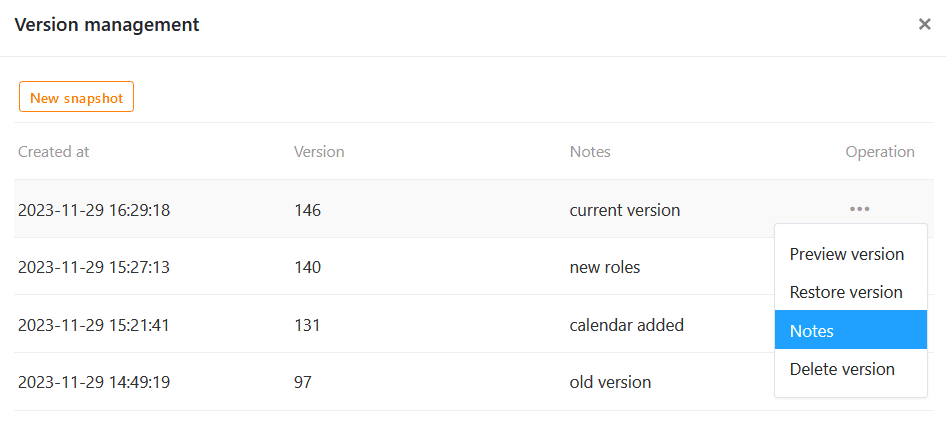 Version management ×
New snapshot
Created at Version Notes Operation
2023-11-29 16:29:18 146 current version •••
Preview version
2023-11-29 15:27:13 140 new roles
Restore version
2023-11-29 15:21:41 131 calendar added Notes
Delete version
2023-11-29 14:49:19 97 old version